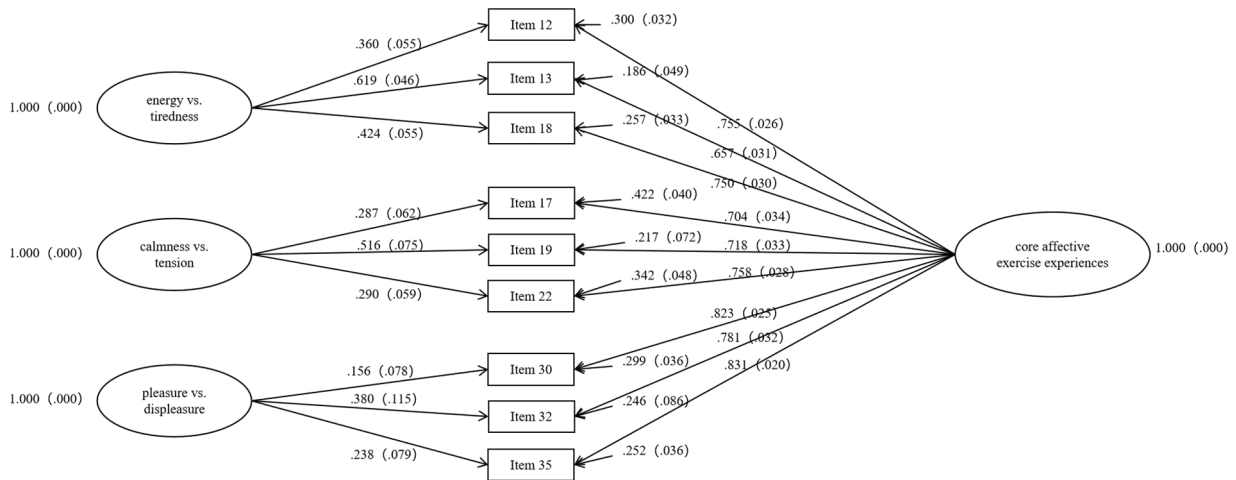 Item 12
.300 (.032)
.360 (.055)
Item 13
.186 (.049)
.619 (.046)
energy vs.
tiredness
1.000 (.000)
Item 18
.257 (.033)
.755 (.026)
.424 (.055)
.657 (.031)
.750 (.030)
Item 17
.422 (.040)
.287 (.062)
.704 (.034)
calmness vs.
tension
1.000 (.000)
.516 (.075)
Item 19
.217 (.072)
.718 (.033)
core affective
exercise experiences
1.000 (.000)
.290 (.059)
Item 22
.342 (.048)
.758 (.028)
.823 (.025)
.781 (.032)
.156 (.078)
Item 30
.299 (.036)
.831 (.020)
pleasure vs.
displeasure
1.000 (.000)
.380 (.115)
Item 32
.246 (.086)
.238 (.079)
Item 35
.252 (.036)